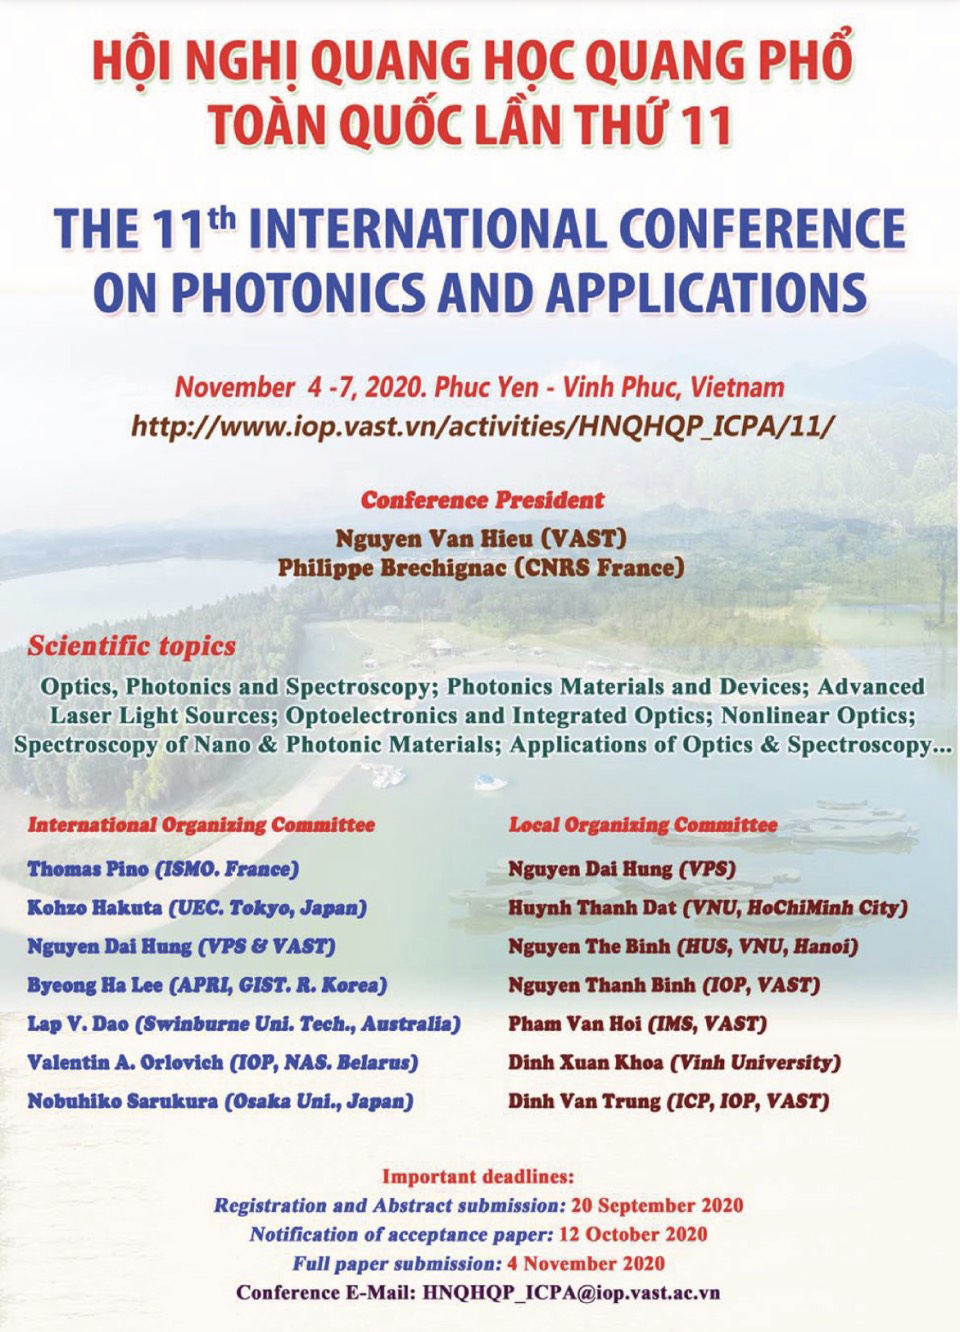 HỘI NGHỊ QUANG HỌC QUANG PHỔ
TOÀN QUỐC LẦN THỨ 11
THE 11th INTERNATIONAL CONFERENCE
ON PHOTONICS AND APPLICATIONS
November 4 -7, 2020. Phuc Yen - Vinh Phuc, Vietnam
http://www.iop.vast.vn/activities/HNQHQP_ICPA/11/
Conference President
Nguyen Van Hieu (VAST)
Philippe Brechignac (CNRS France)
Scientific topics
Optics, Photonics and Spectroscopy; Photonics Materials and Devices; Advanced
Laser Light Sources; Optoelectronics and Integrated Optics; Nonlinear Optics;
Spectroscopy of Nano & Photonic Materials; Applications of Optics & Spectroscopy...
International Organizing Committee
Thomas Pino (ISMO. France)
Kohzo Hakuta (UEC. Tokyo, Japan)
Nguyen Dai Hung (VPS & VAST)
Byeong Ha Lee (APRI, GIST. R. Korea)
Lap V. Dao (Swinburne Uni. Tech., Australia)
Valentin A. Orlovich (IOP, NAS. Belarus)
Nobuhiko Sarukura (Osaka Uni., Japan)
Local Organizing Committee
Nguyen Dai Hung (VPS)
Huynh Thanh Dat (VNU, HoChiMinh City)
Nguyen The Binh (HUS, VNU, Hanoi)
Nguyen Thanh Binh (IOP, VAST)
Pham Van Hoi (IMS, VAST)
Dinh Xuan Khoa (Vinh University)
Dinh Van Trung (ICP, IOP, VAST)
Important deadlines:
Registration and Abstract submission: 20 September 2020
Notification of acceptance paper: 12 October 2020
Full paper submission: 4 November 2020
Conference E-Mail: HNQHQP_ICPA@iop.vast.ac.vn